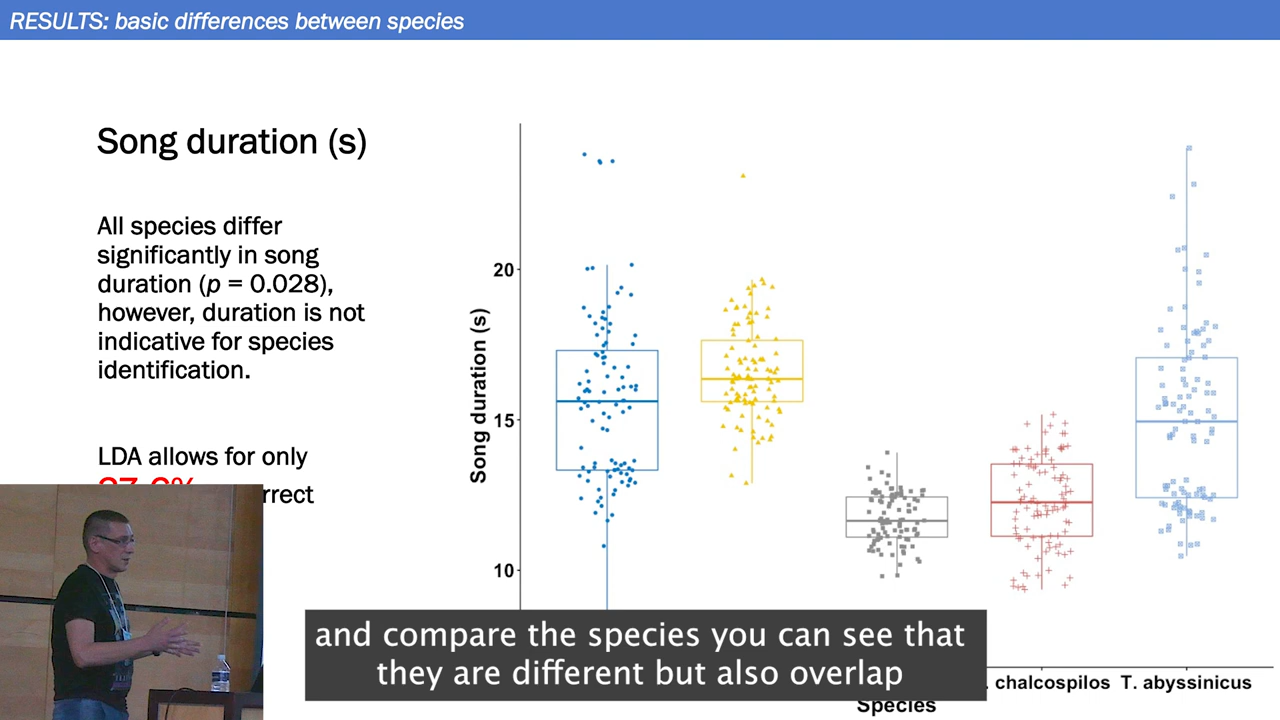 RESULTS: basic differences between species
Song duration (s)
All species differ
significantly in song
duration (p = 0.028),
however, duration is not
indicative for species
identification.
LDA allows for only
Song duration (s)
20
15
10
and compare the species you can see that
they are different but also overlap
chalcospilos T. abyssinicus
Species